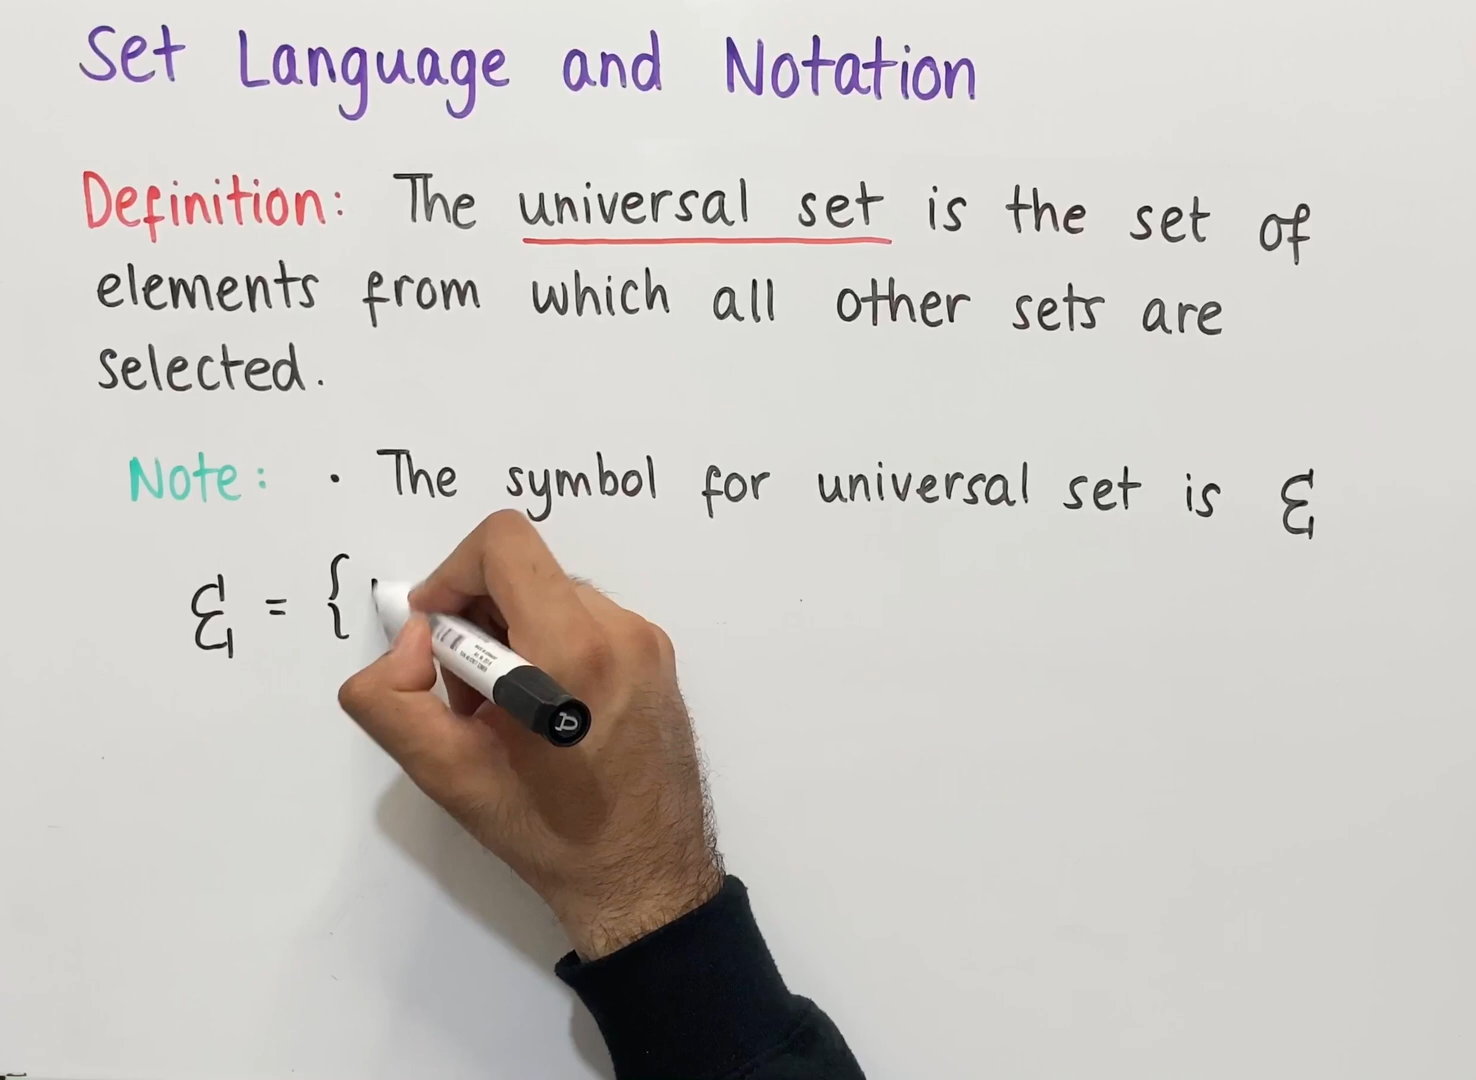 Set Language and Notation
Definition: The universal set is the set of
elements from which all other sets are
selected.
Note: · The symbol for universal set is ℰ
ℰ = {